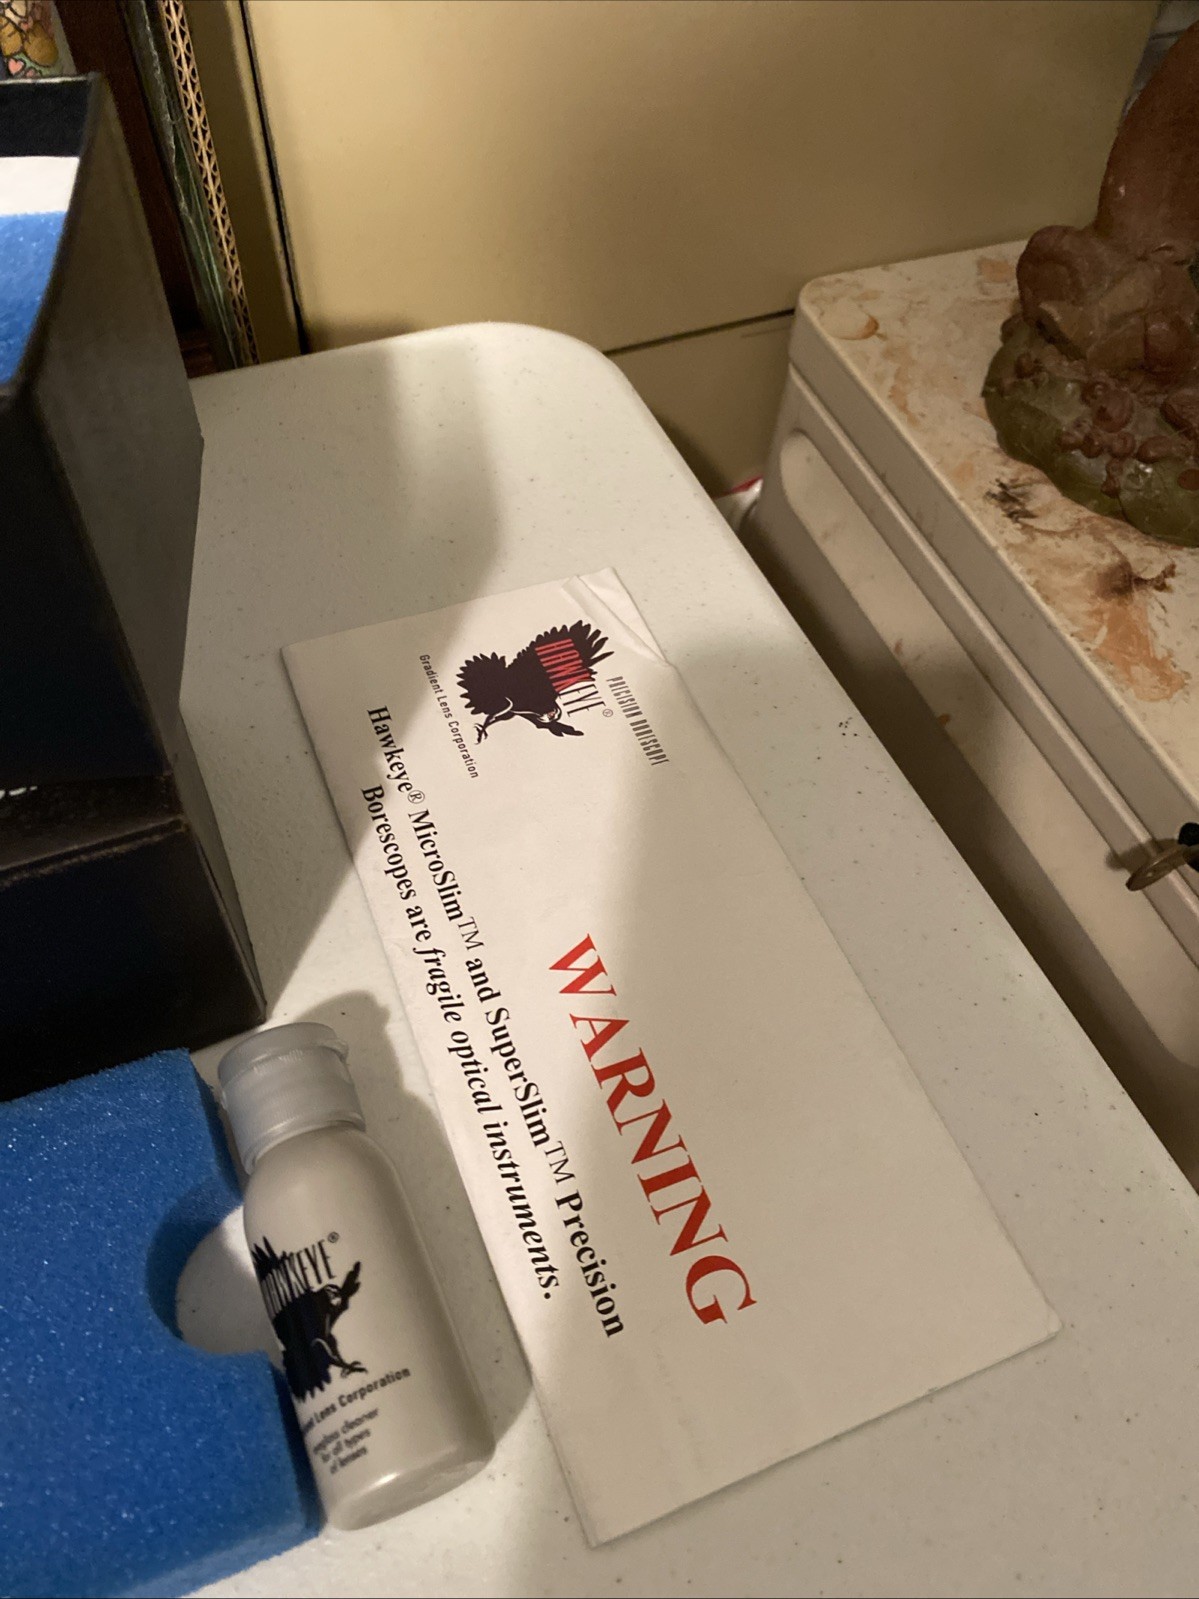 HAWKEYE®
PRECISION BORESCOPE
Gradient Lens Corporation
WARNING
Hawkeye® MicroSlim™ and SuperSlim™ Precision
Borescopes are fragile optical instruments.
HAWKEYE®
Lens Corporation
cleaner
for all types
of lenses